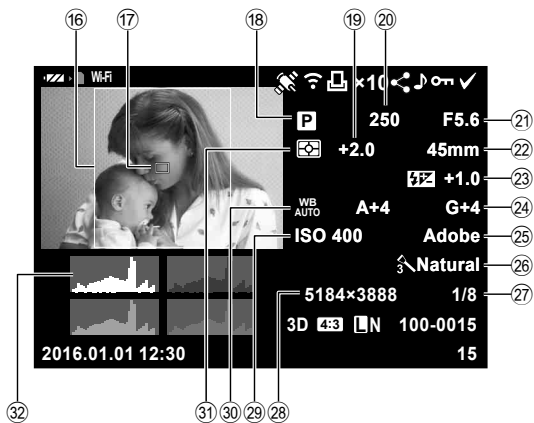 ⑯ ⑰ ⑱ ⑲ ⑳
Wi-Fi ×10
P 250 F5.6 ㉑
+2.0 45mm ㉒
+1.0 ㉓
WB AUTO A+4 G+4 ㉔
ISO 400 Adobe ㉕
3 Natural ㉖
5184×3888 1/8 ㉗
3D 4:3 L N 100-0015
2016.01.01 12:30 15
㉜ ㉛ ㉚ ㉙ ㉘